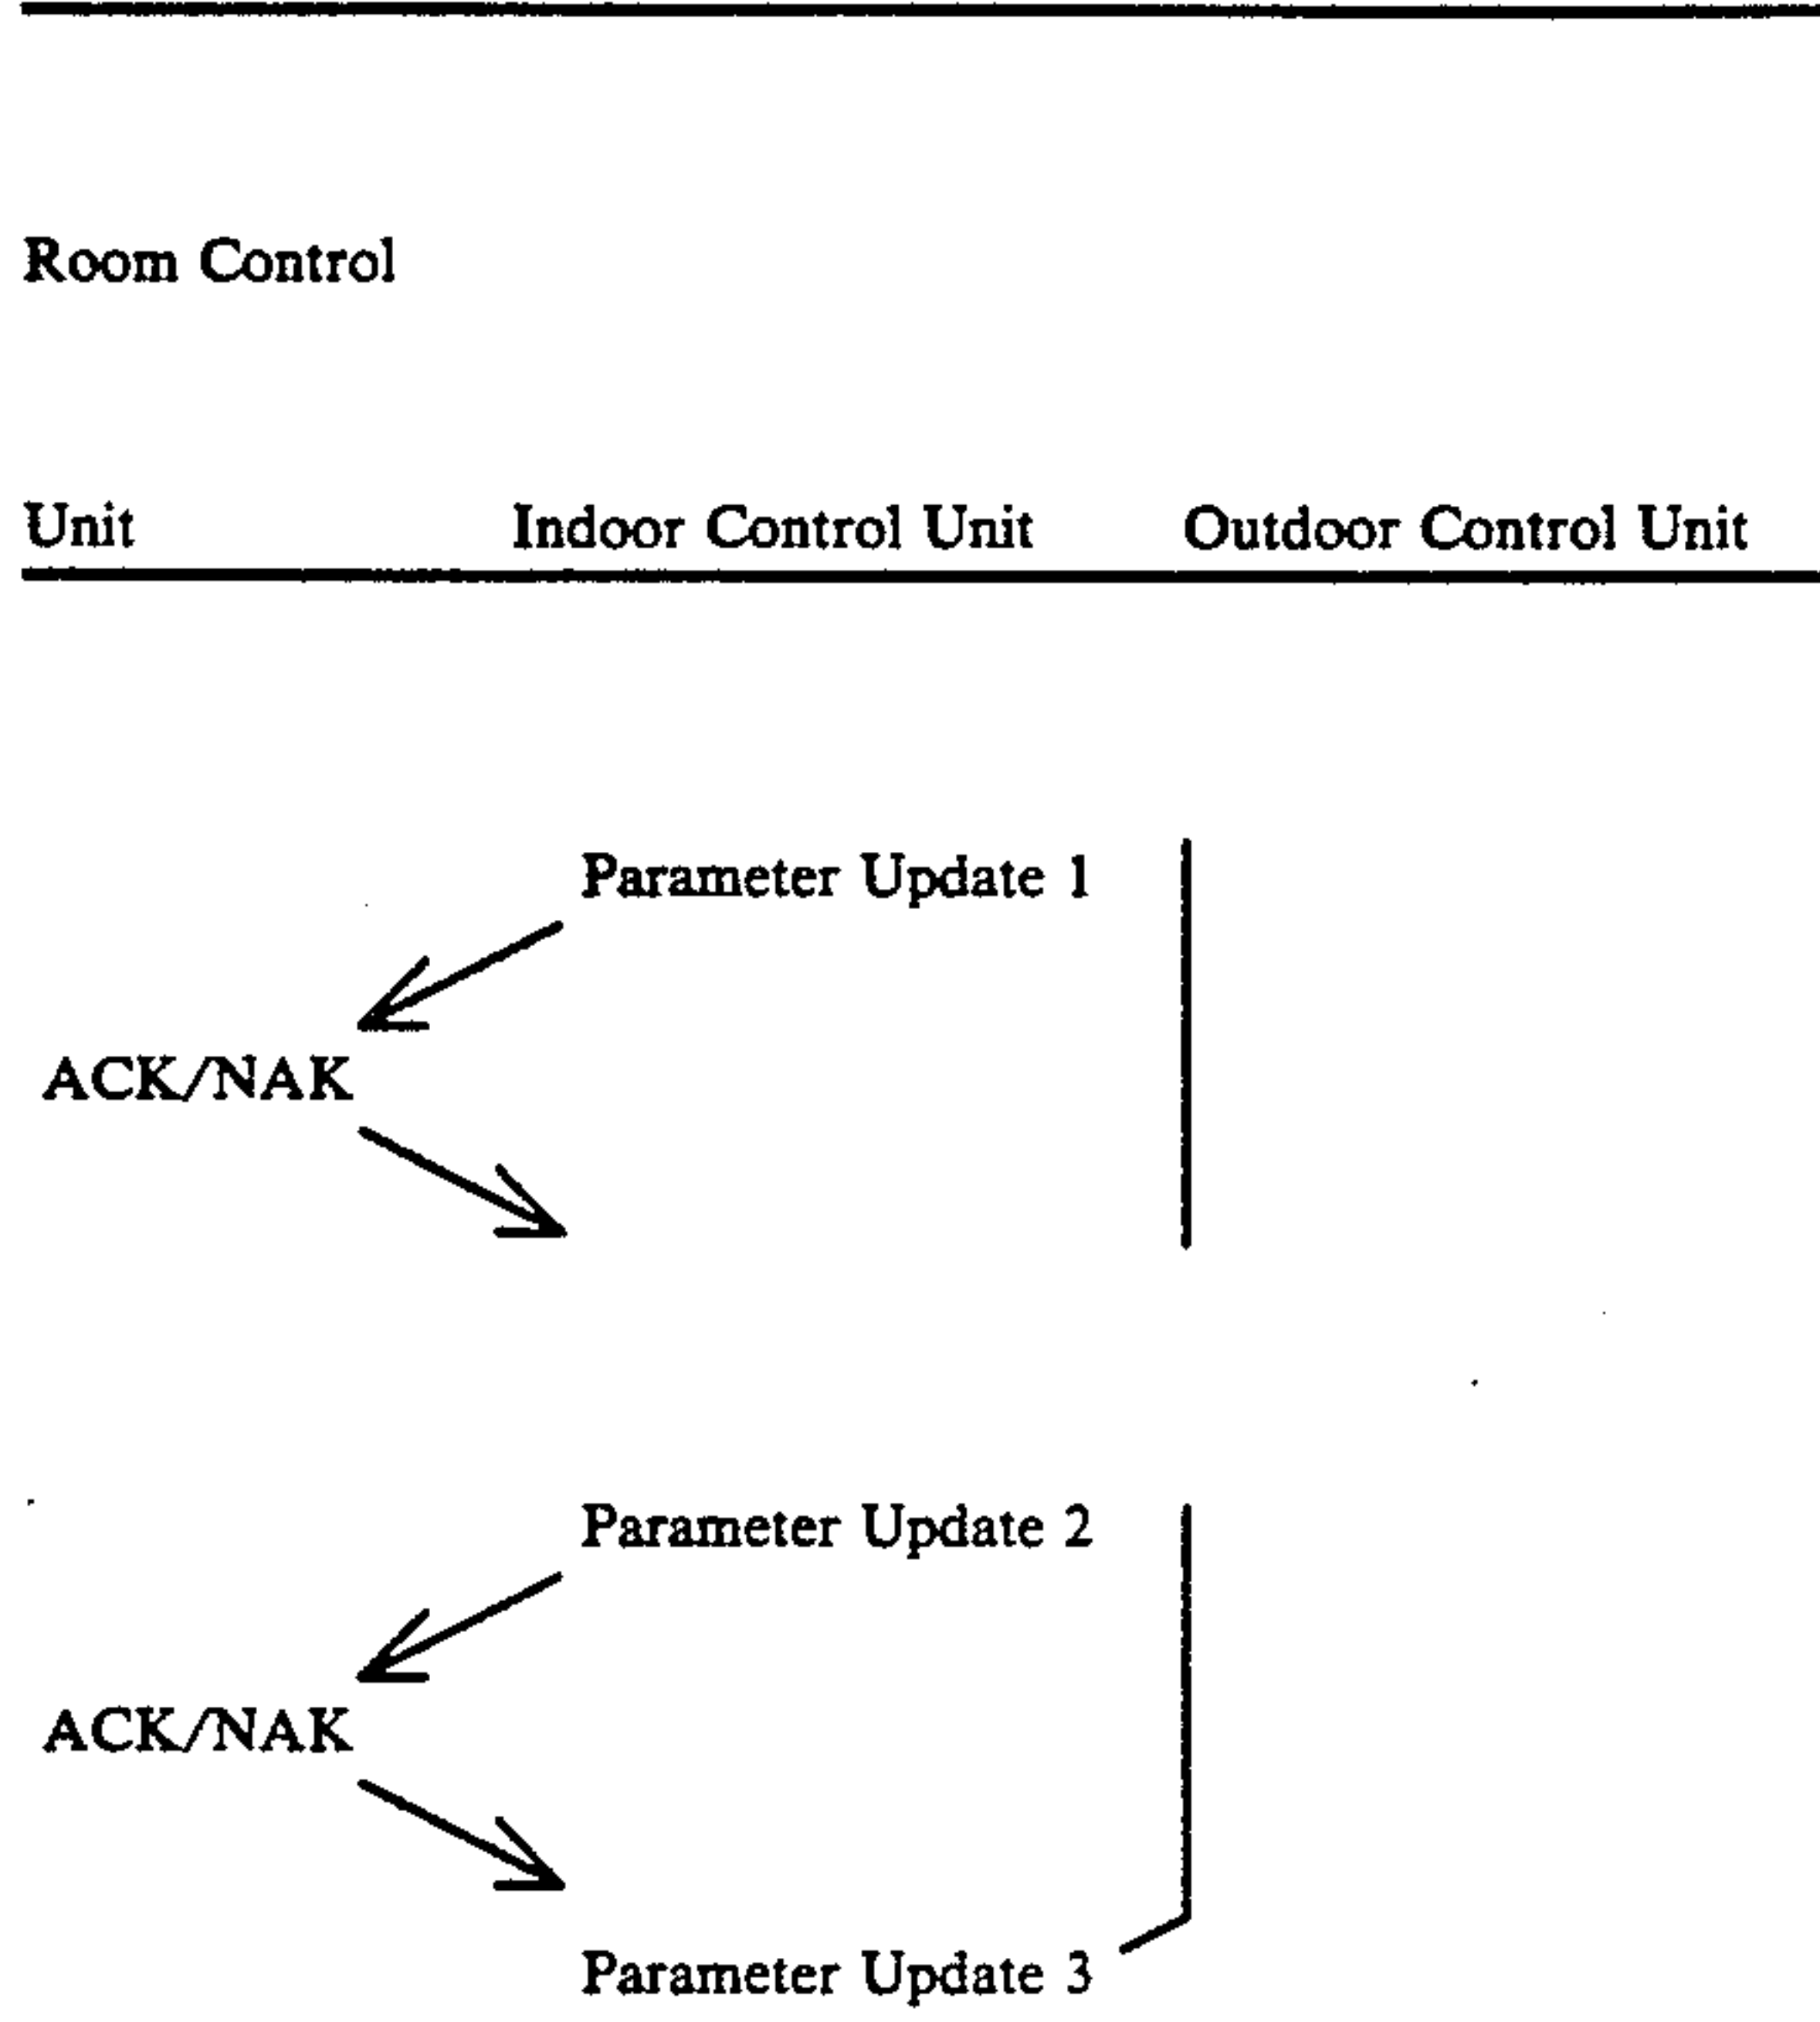 Room Control
Unit Indoor Control Unit Outdoor Control Unit
Parameter Update 1
ACK/NAK
Parameter Update 2
ACK/NAK
Parameter Update 3